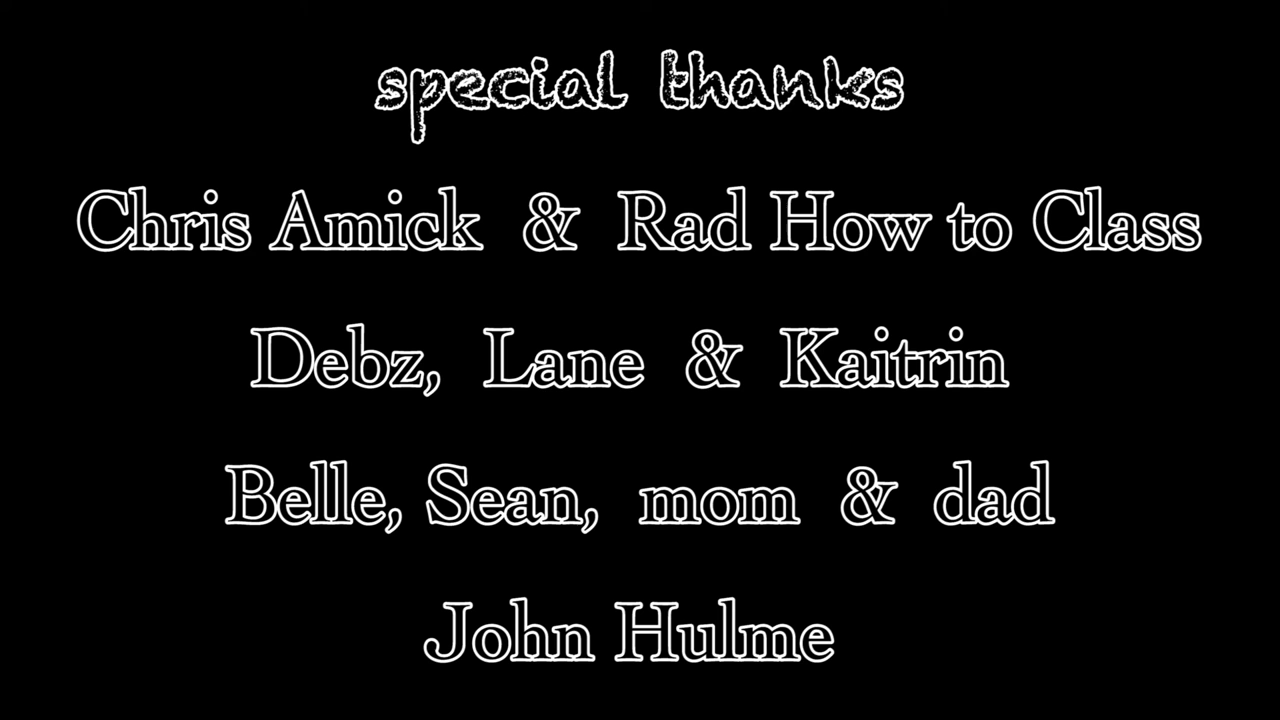 special thanks
Chris Amick & Rad How to Class
Debz, Lane & Kaitrin
Belle, Sean, mom & dad
John Hulme